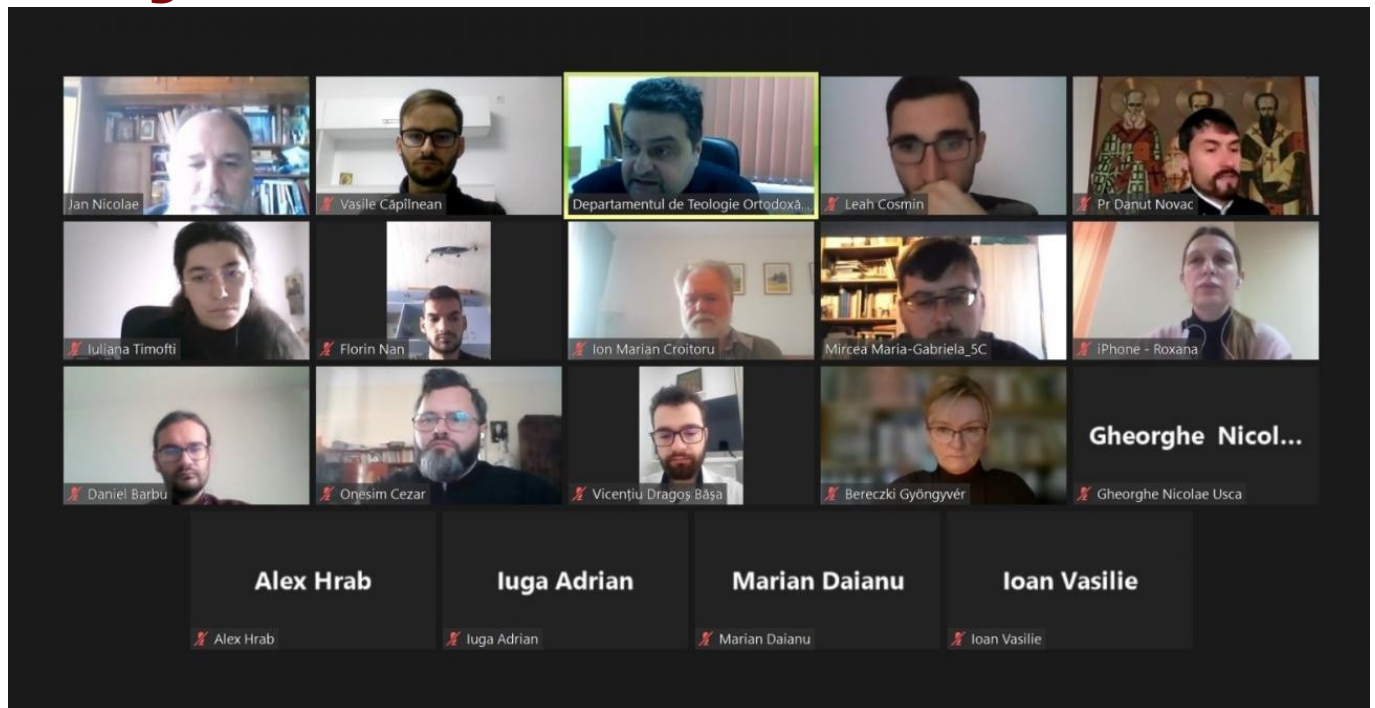 Jan Nicolae
Vasile Căpîlnean
Departamentul de Teologie Ortodoxă...
Leah Cosmin
Pr Danut Novac
Iuliana Timofti
Florin Nan
Ion Marian Croitoru
Mircea Maria-Gabriela_5C
iPhone - Roxana
Daniel Barbu
Onesim Cezar
Vicențiu Dragoș Bășa
Bereczki Gyöngyvér
Gheorghe Nicol...
Gheorghe Nicolae Usca
Alex Hrab
Alex Hrab
Iuga Adrian
Iuga Adrian
Marian Daianu
Marian Daianu
Ioan Vasilie
Ioan Vasilie